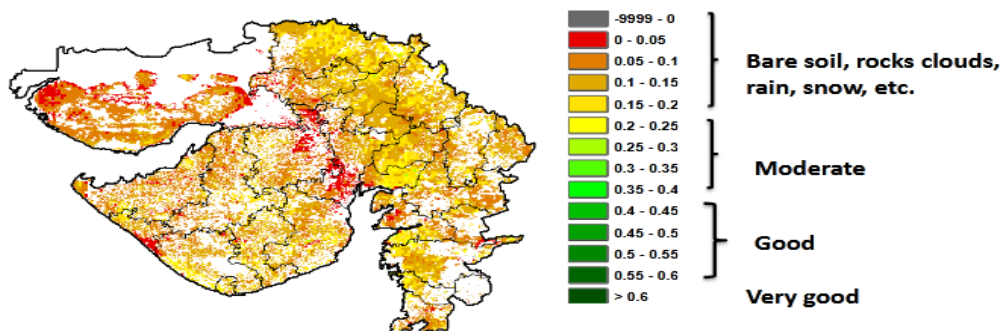 -9999 - 0
0 - 0.05
0.05 - 0.1
0.1 - 0.15
0.15 - 0.2
0.2 - 0.25
0.25 - 0.3
0.3 - 0.35
0.35 - 0.4
0.4 - 0.45
0.45 - 0.5
0.5 - 0.55
0.55 - 0.6
> 0.6
Bare soil, rocks clouds,
rain, snow, etc.
Moderate
Good
Very good